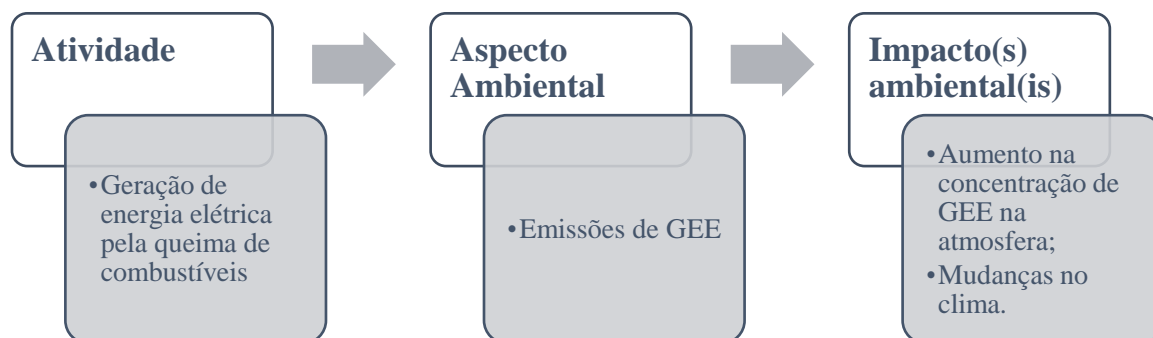 Atividade
•Geração de
energia elétrica
pela queima de
combustíveis
Aspecto
Ambiental
•Emissões de GEE
Impacto(s)
ambiental(is)
•Aumento na
concentração de
GEE na
atmosfera;
•Mudanças no
clima.